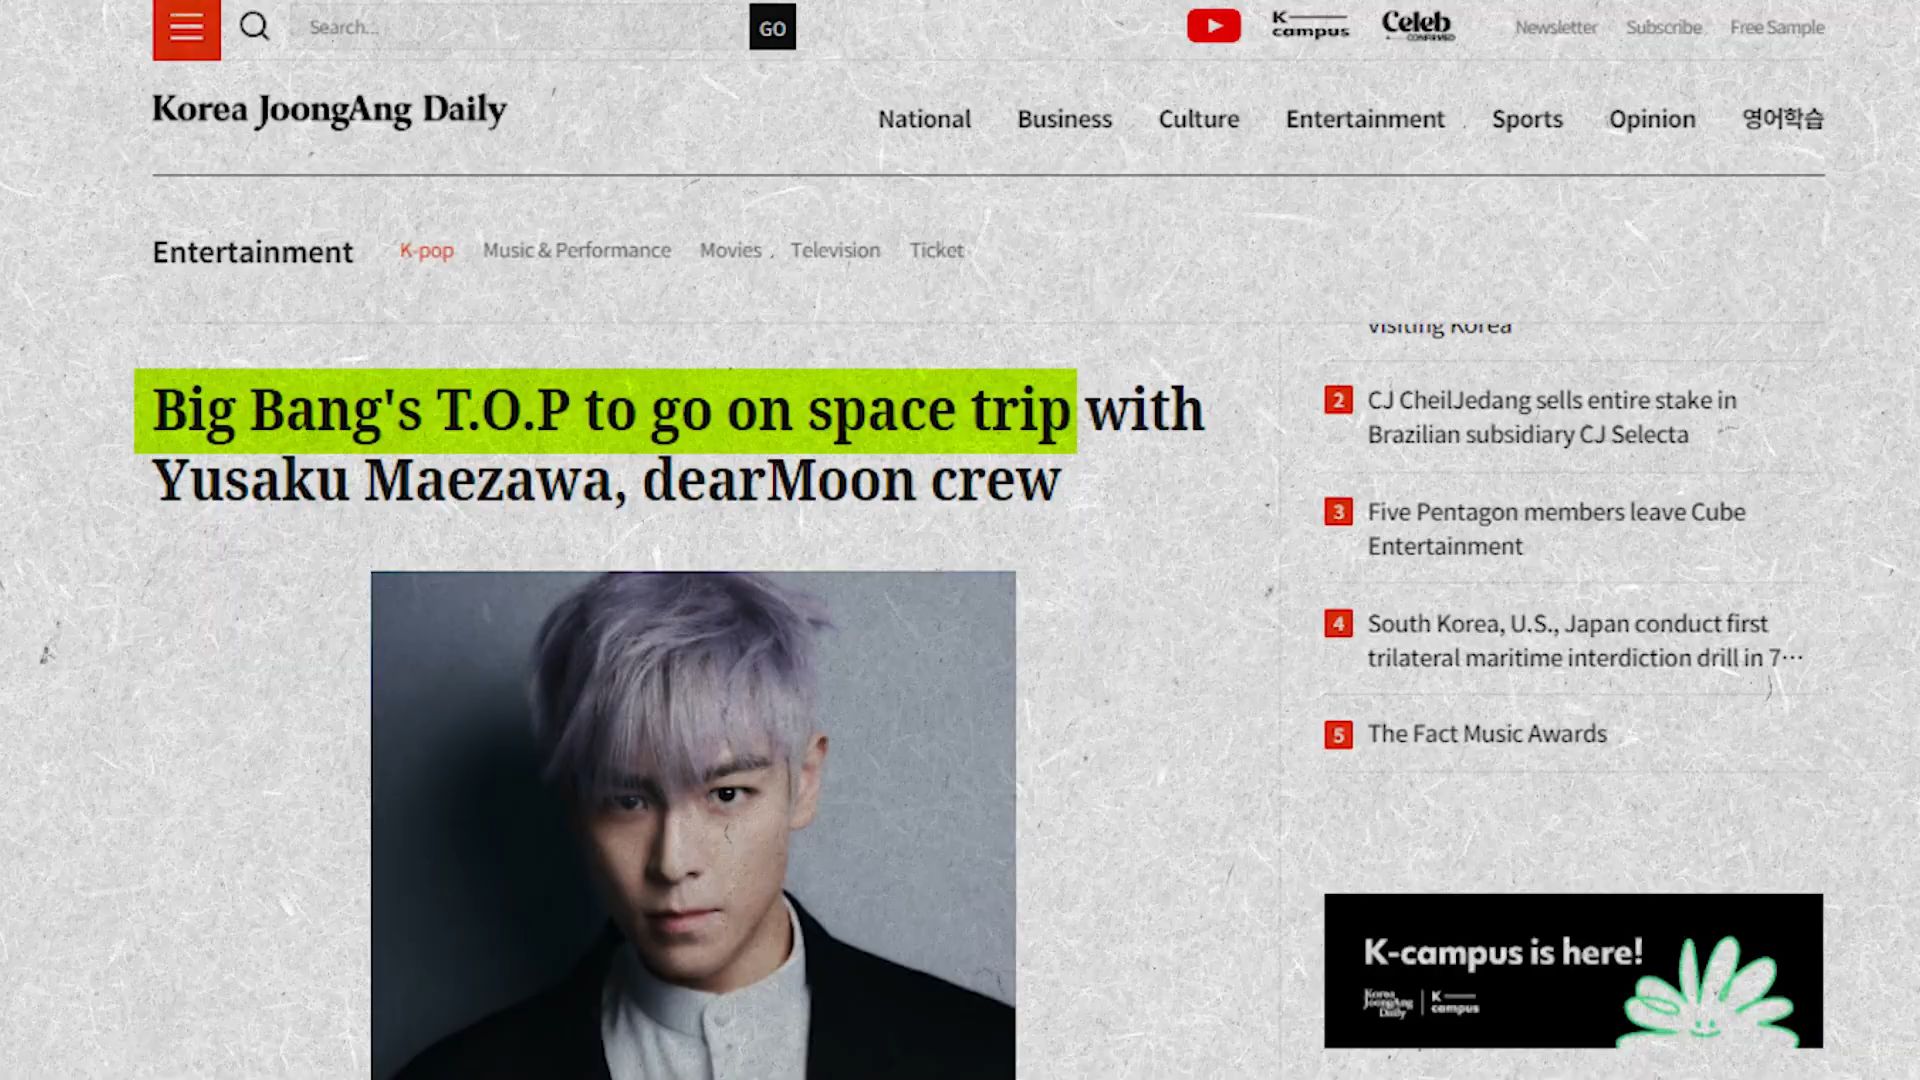 Search...
GO
K
campus
Celeb
CONFIRMED
Newsletter
Subscribe
Free Sample
Korea JoongAng Daily
National
Business
Culture
Entertainment
Sports
Opinion
영어학습
Entertainment
K-pop
Music & Performance
Movies
Television
Ticket
Big Bang's T.O.P to go on space trip with
Yusaku Maezawa, dearMoon crew
visiting Korea
2 CJ CheilJedang sells entire stake in
Brazilian subsidiary CJ Selecta
3 Five Pentagon members leave Cube
Entertainment
4 South Korea, U.S., Japan conduct first
trilateral maritime interdiction drill in 7···
5 The Fact Music Awards
K-campus is here!
Korea
JoongAng
Daily
K
campus